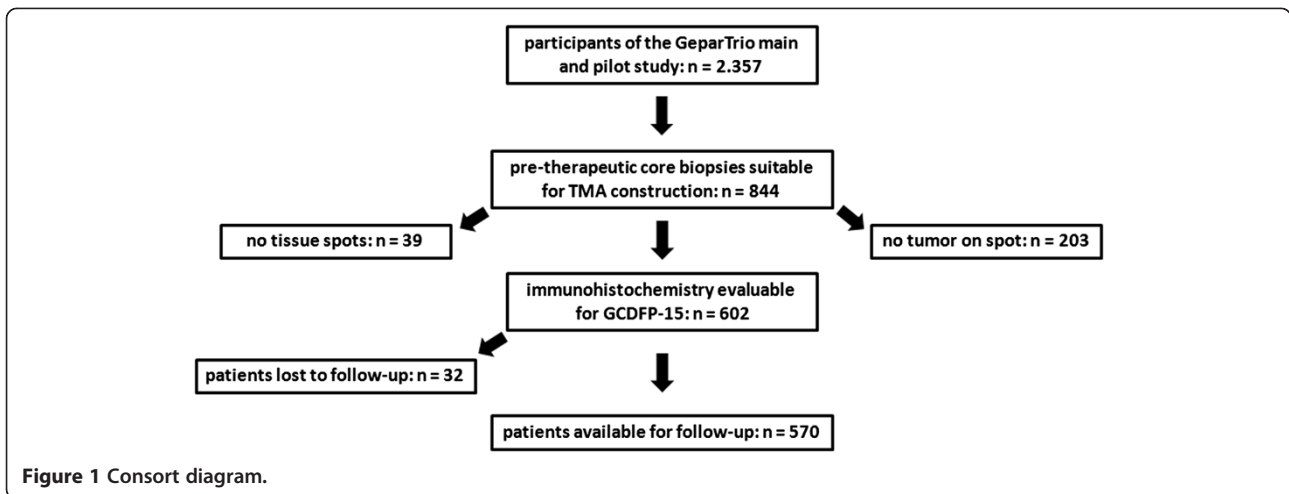 participants of the GeparTrio main
and pilot study: n = 2.357
pre-therapeutic core biopsies suitable
for TMA construction: n = 844
no tissue spots: n = 39
no tumor on spot: n = 203
immunohistochemistry evaluable
for GCDFP-15: n = 602
patients lost to follow-up: n = 32
patients available for follow-up: n = 570
Figure 1 Consort diagram.